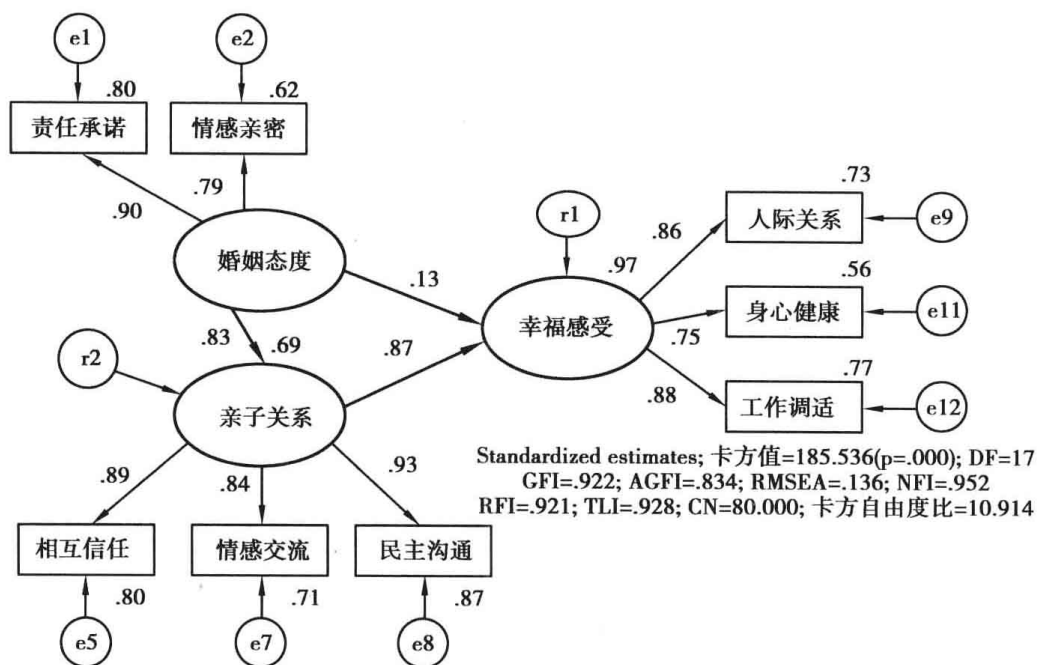 e1
e2
.80
.62
责任承诺
情感亲密
.79
.90
.73
r1
人际关系
e9
.86
婚姻态度
.97
.13
.56
幸福感受
身心健康
e11
.75
.83
.69
.87
r2
.77
.88
工作调适
e12
亲子关系
.89
.84
.93
Standardized estimates; 卡方值=185.536(p=.000); DF=17
GFI=.922; AGFI=.834; RMSEA=.136; NFI=.952
RFI=.921; TLI=.928; CN=80.000; 卡方自由度比=10.914
相互信任
情感交流
民主沟通
.80
.71
.87
e5
e7
e8